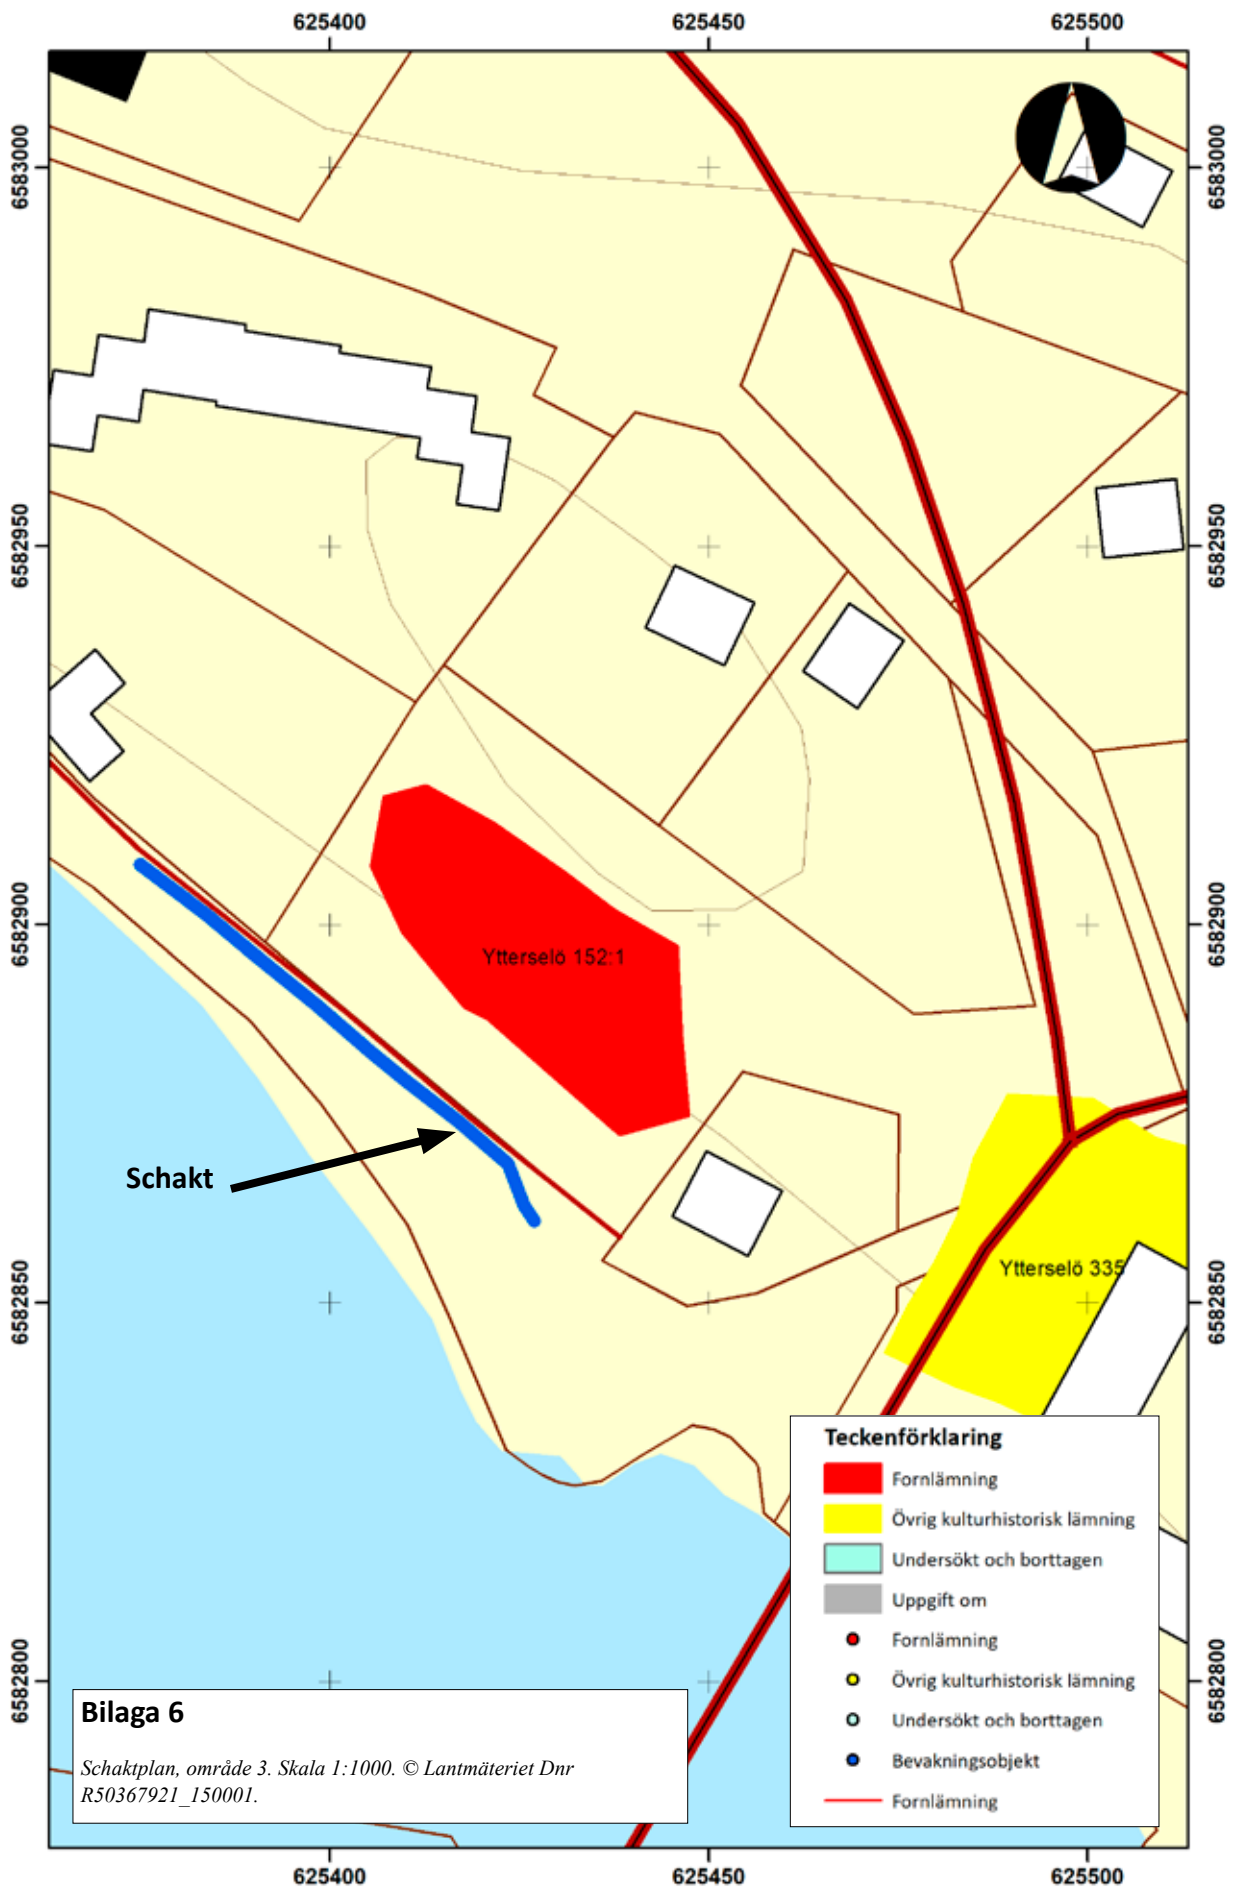 625400 625450 625500
6583000 6583000
6582950 6582950
6582900 6582900
Ytterselö 152:1
Schakt
Ytterselö 335
6582850 6582850
Teckenförklaring
Fornlämning
Övrig kulturhistorisk lämning
Undersökt och borttagen
Uppgift om
Fornlämning
Övrig kulturhistorisk lämning
Undersökt och borttagen
Bevakningsobjekt
Fornlämning
6582800 6582800
Bilaga 6
Schaktplan, område 3. Skala 1:1000. © Lantmäteriet Dnr
R50367921_150001.
625400 625450 625500